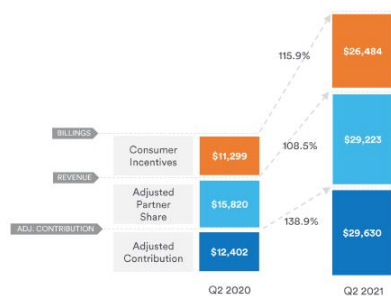 115.9%
$26,484
BILLINGS
Consumer
Incentives
$11,299
108.5%
$29,223
REVENUE
Adjusted
Partner
Share
$15,820
138.9%
ADJ. CONTRIBUTION
Adjusted
Contribution
$12,402
$29,630
Q2 2020
Q2 2021